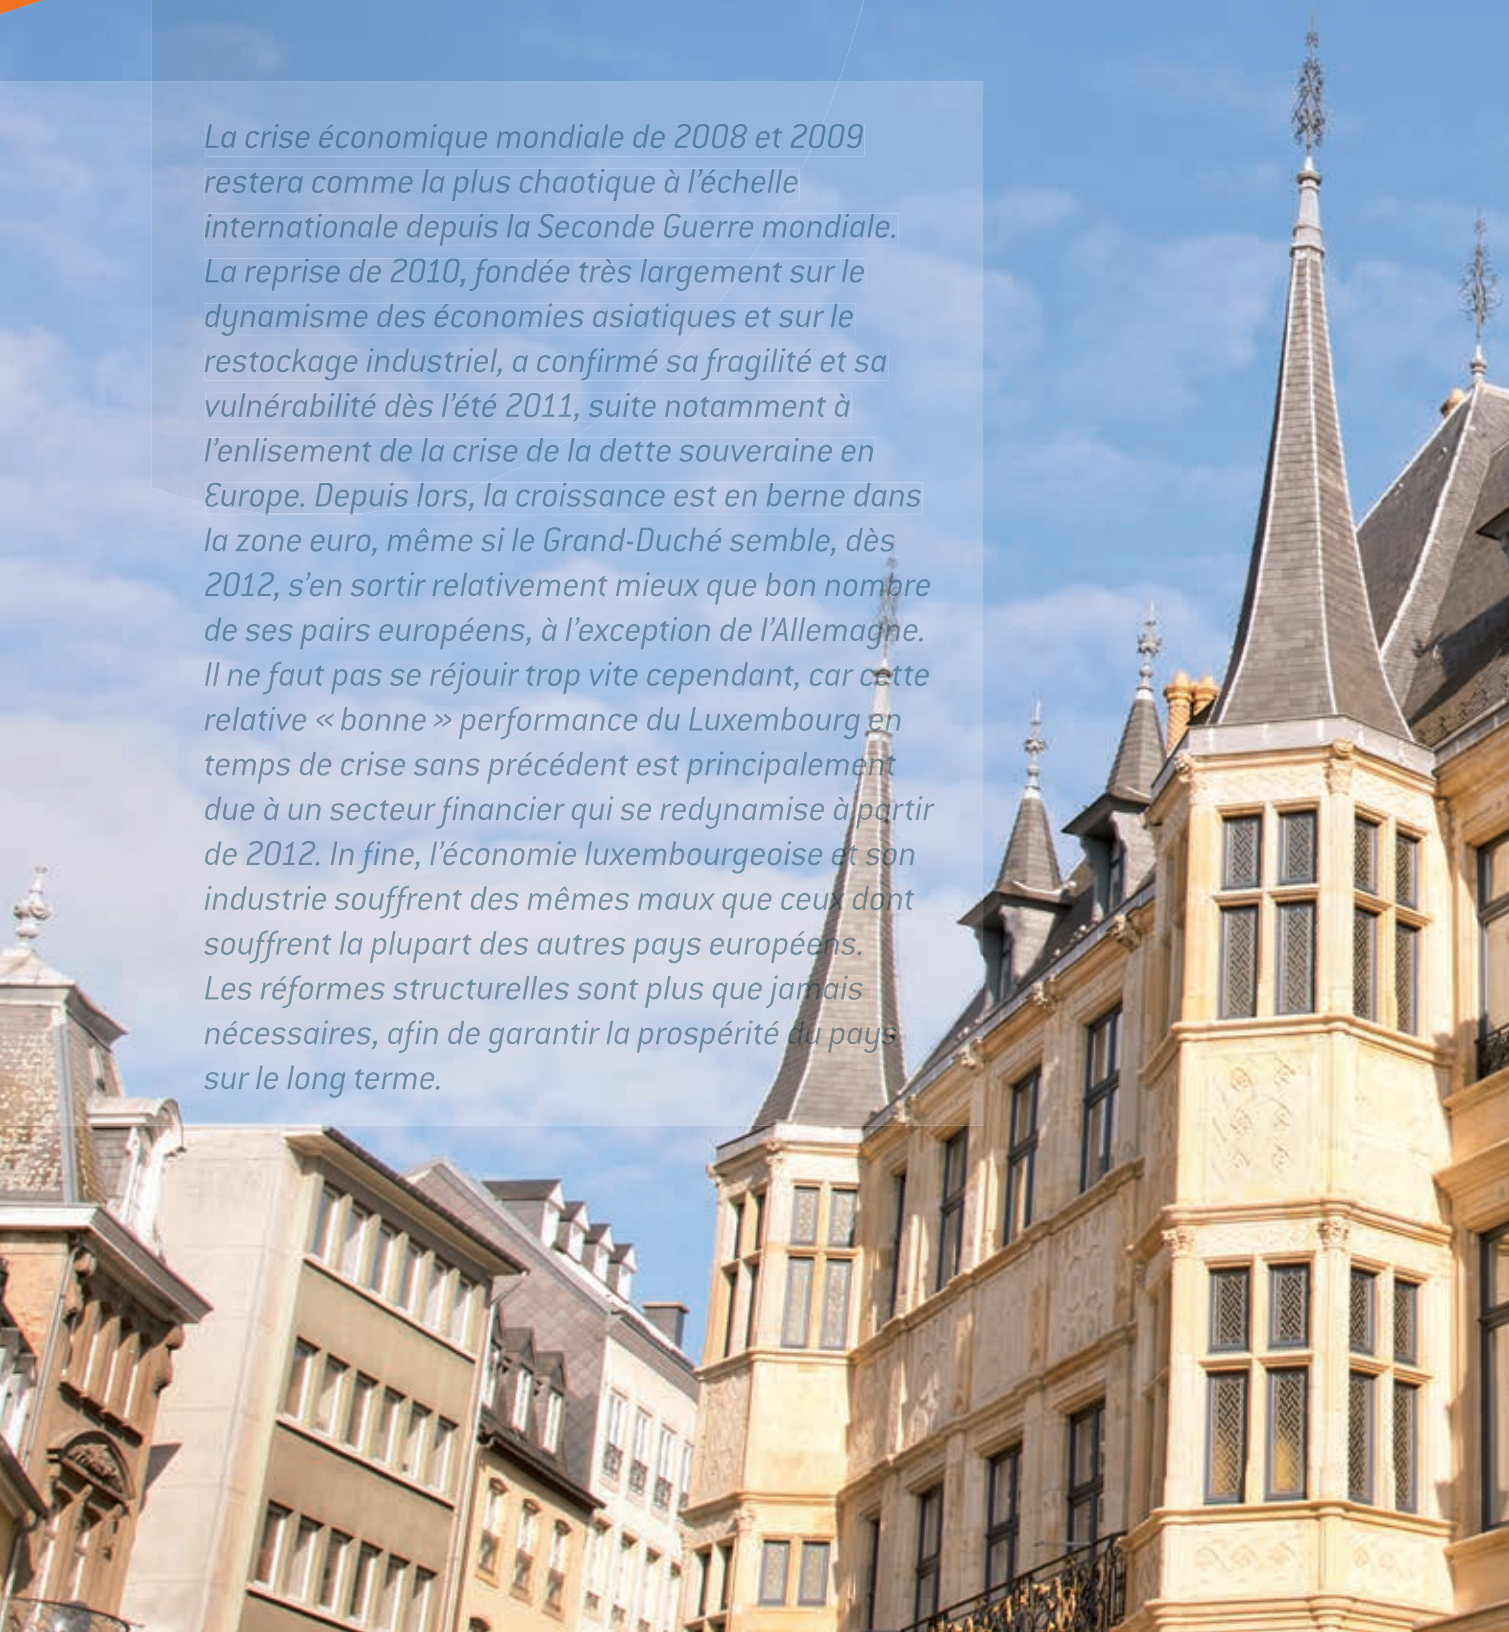 La crise économique mondiale de 2008 et 2009
restera comme la plus chaotique à l’échelle
internationale depuis la Seconde Guerre mondiale.
La reprise de 2010, fondée très largement sur le
dynamisme des économies asiatiques et sur le
restockage industriel, a confirmé sa fragilité et sa
vulnérabilité dès l’été 2011, suite notamment à
l’enlisement de la crise de la dette souveraine en
Europe. Depuis lors, la croissance est en berne dans
la zone euro, même si le Grand-Duché semble, dès
2012, s’en sortir relativement mieux que bon nombre
de ses pairs européens, à l’exception de l’Allemagne.
Il ne faut pas se réjouir trop vite cependant, car cette
relative « bonne » performance du Luxembourg en
temps de crise sans précédent est principalement
due à un secteur financier qui se redynamise à partir
de 2012. In fine, l’économie luxembourgeoise et son
industrie souffrent des mêmes maux que ceux dont
souffrent la plupart des autres pays européens.
Les réformes structurelles sont plus que jamais
nécessaires, afin de garantir la prospérité du pays
sur le long terme.